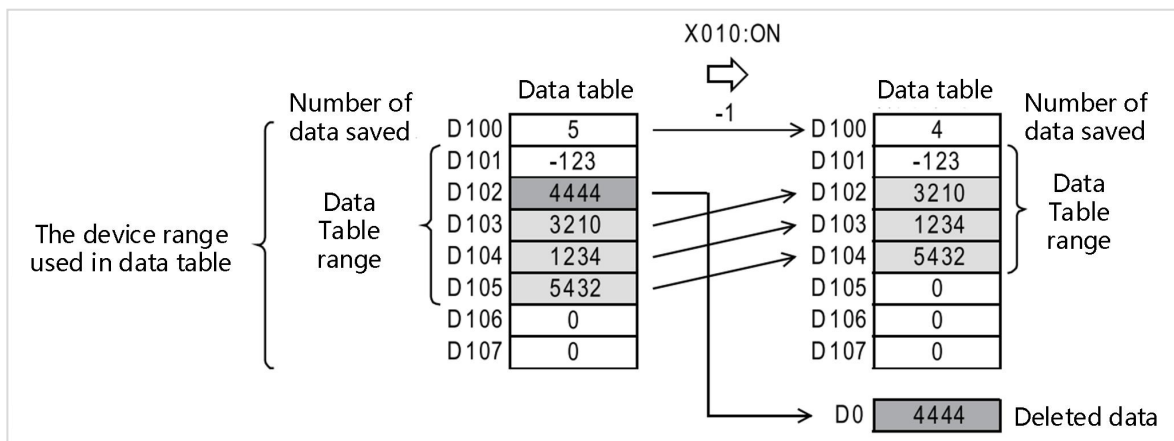 X010:ON
Data table
Data table
Number of
data saved
-1
Number of
data saved
D100 5
D100 4
D101 -123
D101 -123
D102 4444
D102 3210
D103 3210
D103 1234
D104 1234
D104 5432
D105 5432
D105 0
D106 0
D106 0
D107 0
D107 0
Data
Table
range
Data
Table
range
The device range
used in data table
D0 4444 Deleted data